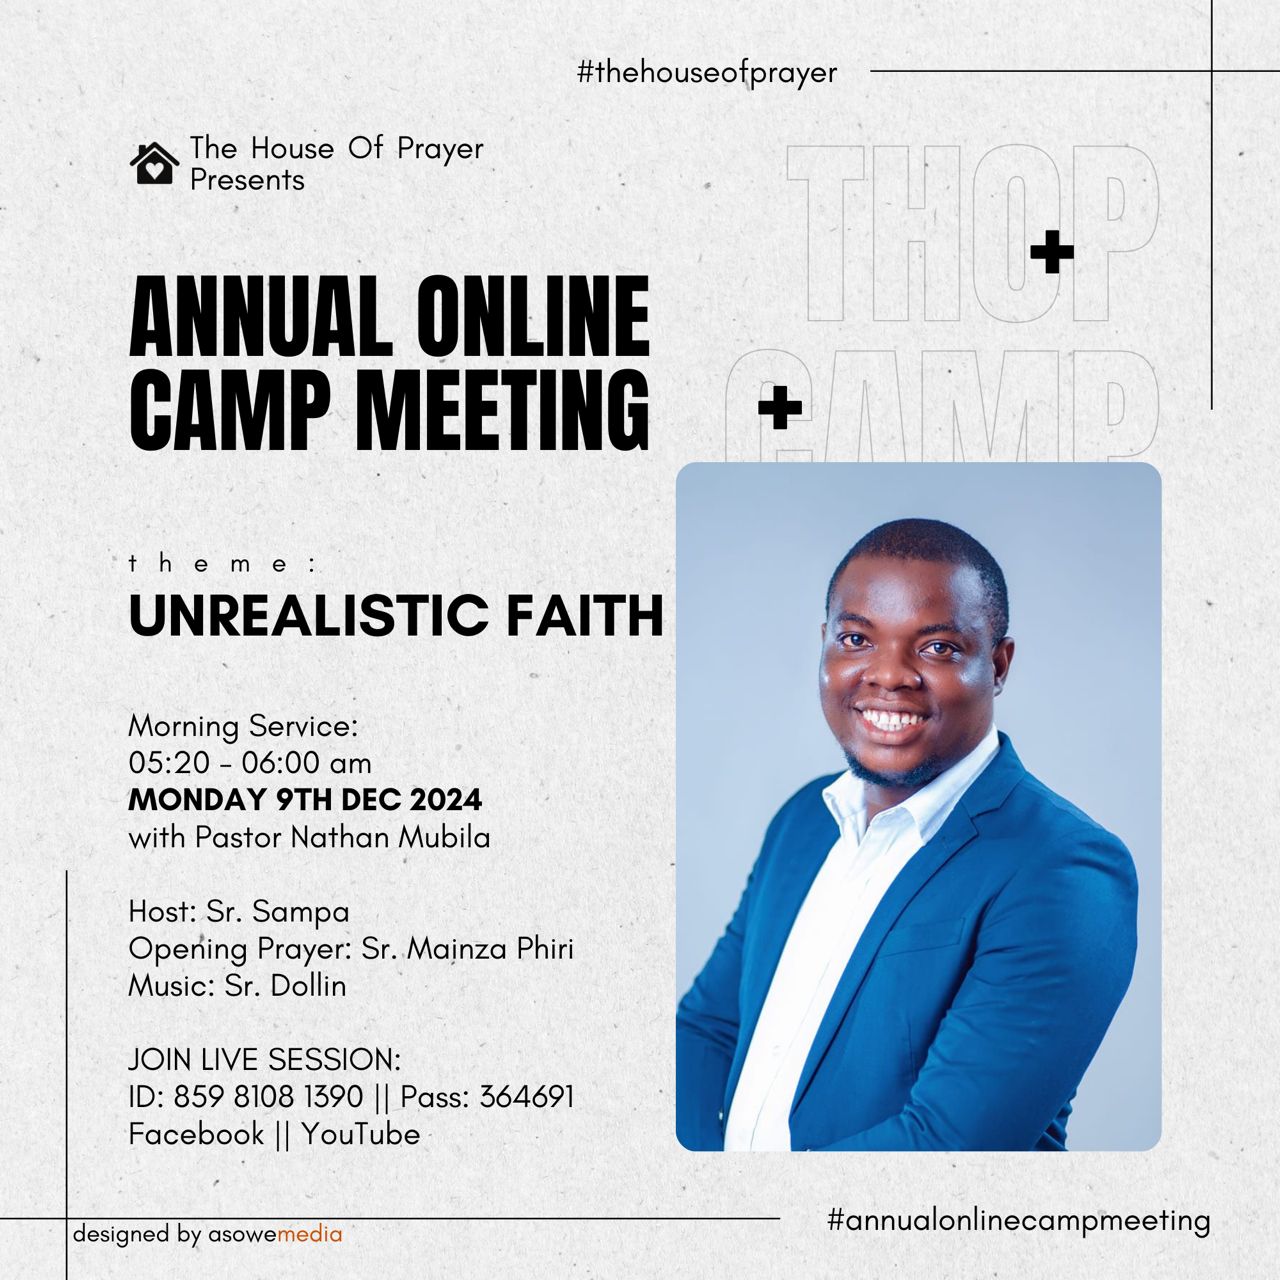 #thehouseofprayer
The House Of Prayer
Presents
THOP
CAMP
ANNUAL ONLINE
CAMP MEETING
theme:
UNREALISTIC FAITH
Morning Service:
05:20 - 06:00 am
MONDAY 9TH DEC 2024
with Pastor Nathan Mubila
Host: Sr. Sampa
Opening Prayer: Sr. Mainza Phiri
Music: Sr. Dollin
JOIN LIVE SESSION:
ID: 859 8108 1390 || Pass: 364691
Facebook || YouTube
#annualonlinecampmeeting
designed by asowemedia